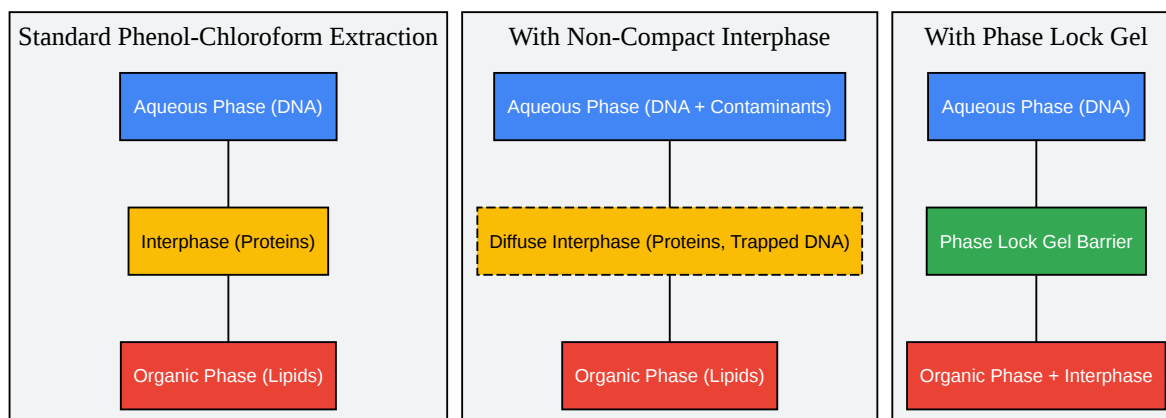 Standard Phenol-Chloroform Extraction
Aqueous Phase (DNA)
Interphase (Proteins)
Organic Phase (Lipids)
With Non-Compact Interphase
Aqueous Phase (DNA + Contaminants)
Diffuse Interphase (Proteins, Trapped DNA)
Organic Phase (Lipids)
With Phase Lock Gel
Aqueous Phase (DNA)
Phase Lock Gel Barrier
Organic Phase + Interphase